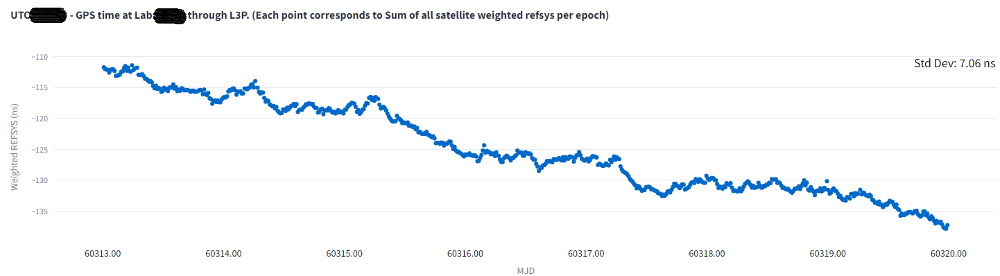 UTC - GPS time at Lab through L3P. (Each point corresponds to Sum of all satellite weighted refsys per epoch)
Std Dev: 7.06 ns
Weighted REFSYS (ns)
−110
−115
−120
−125
−130
−135
60313.00 60314.00 60315.00 60316.00 60317.00 60318.00 60319.00 60320.00
MJD